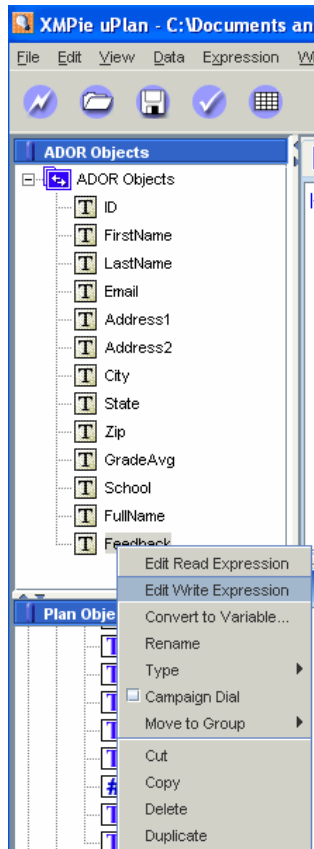 XMPie uPlan - C:\Documents an
File Edit View Data Expression
ADOR Objects
ADOR Objects
T ID
T FirstName
T LastName
T Email
T Address1
T Address2
T City
T State
T Zip
T GradeAvg
T School
T FullName
T Feedback
Edit Read Expression
Edit Write Expression
Plan Obje
Convert to Variable...
Rename
Type
Campaign Dial
Move to Group
Cut
Copy
Delete
Duplicate